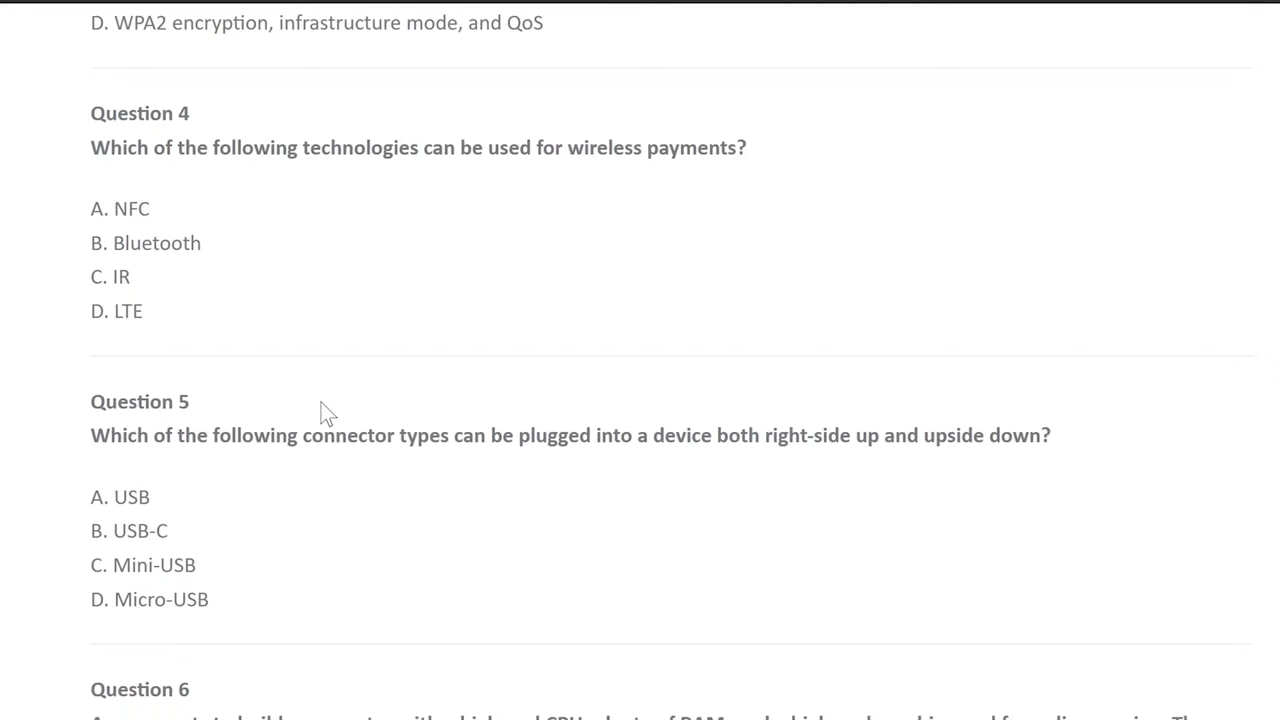 D. WPA2 encryption, infrastructure mode, and QoS
Question 4
Which of the following technologies can be used for wireless payments?
A. NFC
B. Bluetooth
C. IR
D. LTE
Question 5
Which of the following connector types can be plugged into a device both right-side up and upside down?
A. USB
B. USB-C
C. Mini-USB
D. Micro-USB
Question 6